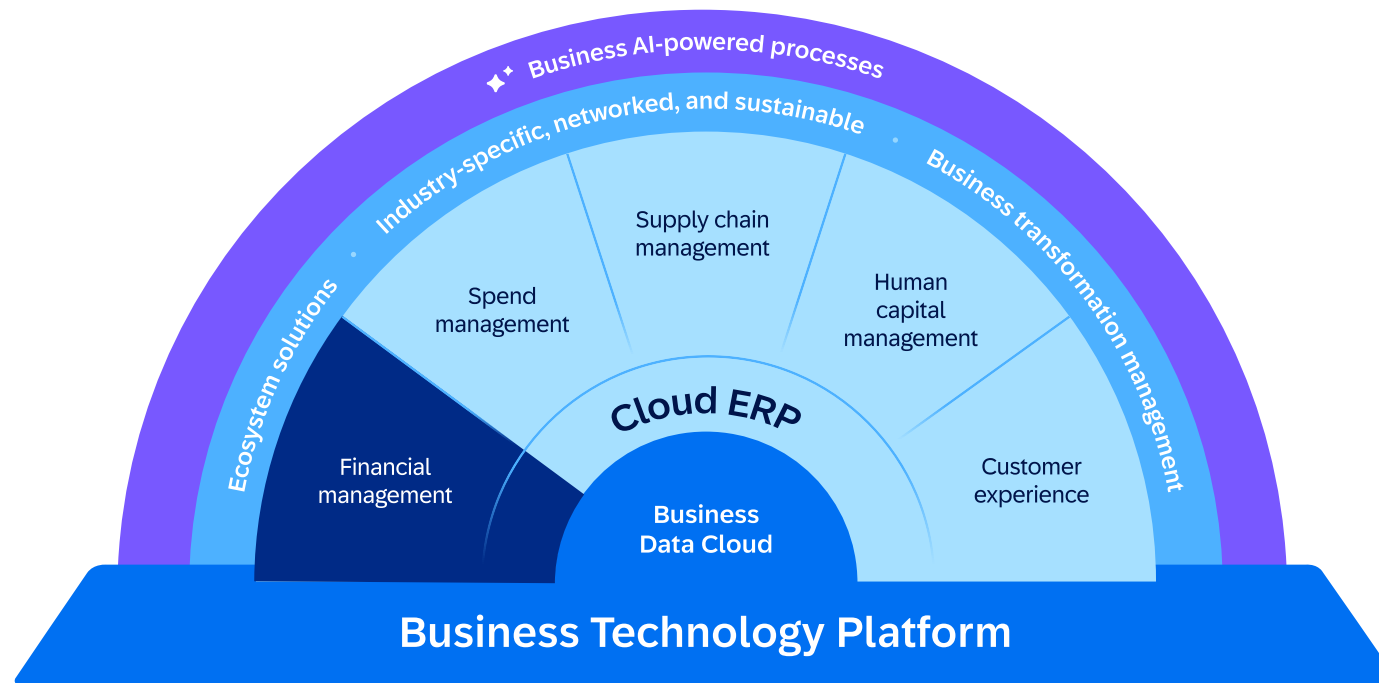 Business AI-powered processes
Industry-specific, networked, and sustainable
Ecosystem solutions
Business transformation management
Supply chain
management
Spend
management
Human
capital
management
Cloud ERP
Financial
management
Customer
experience
Business
Data Cloud
Business Technology Platform